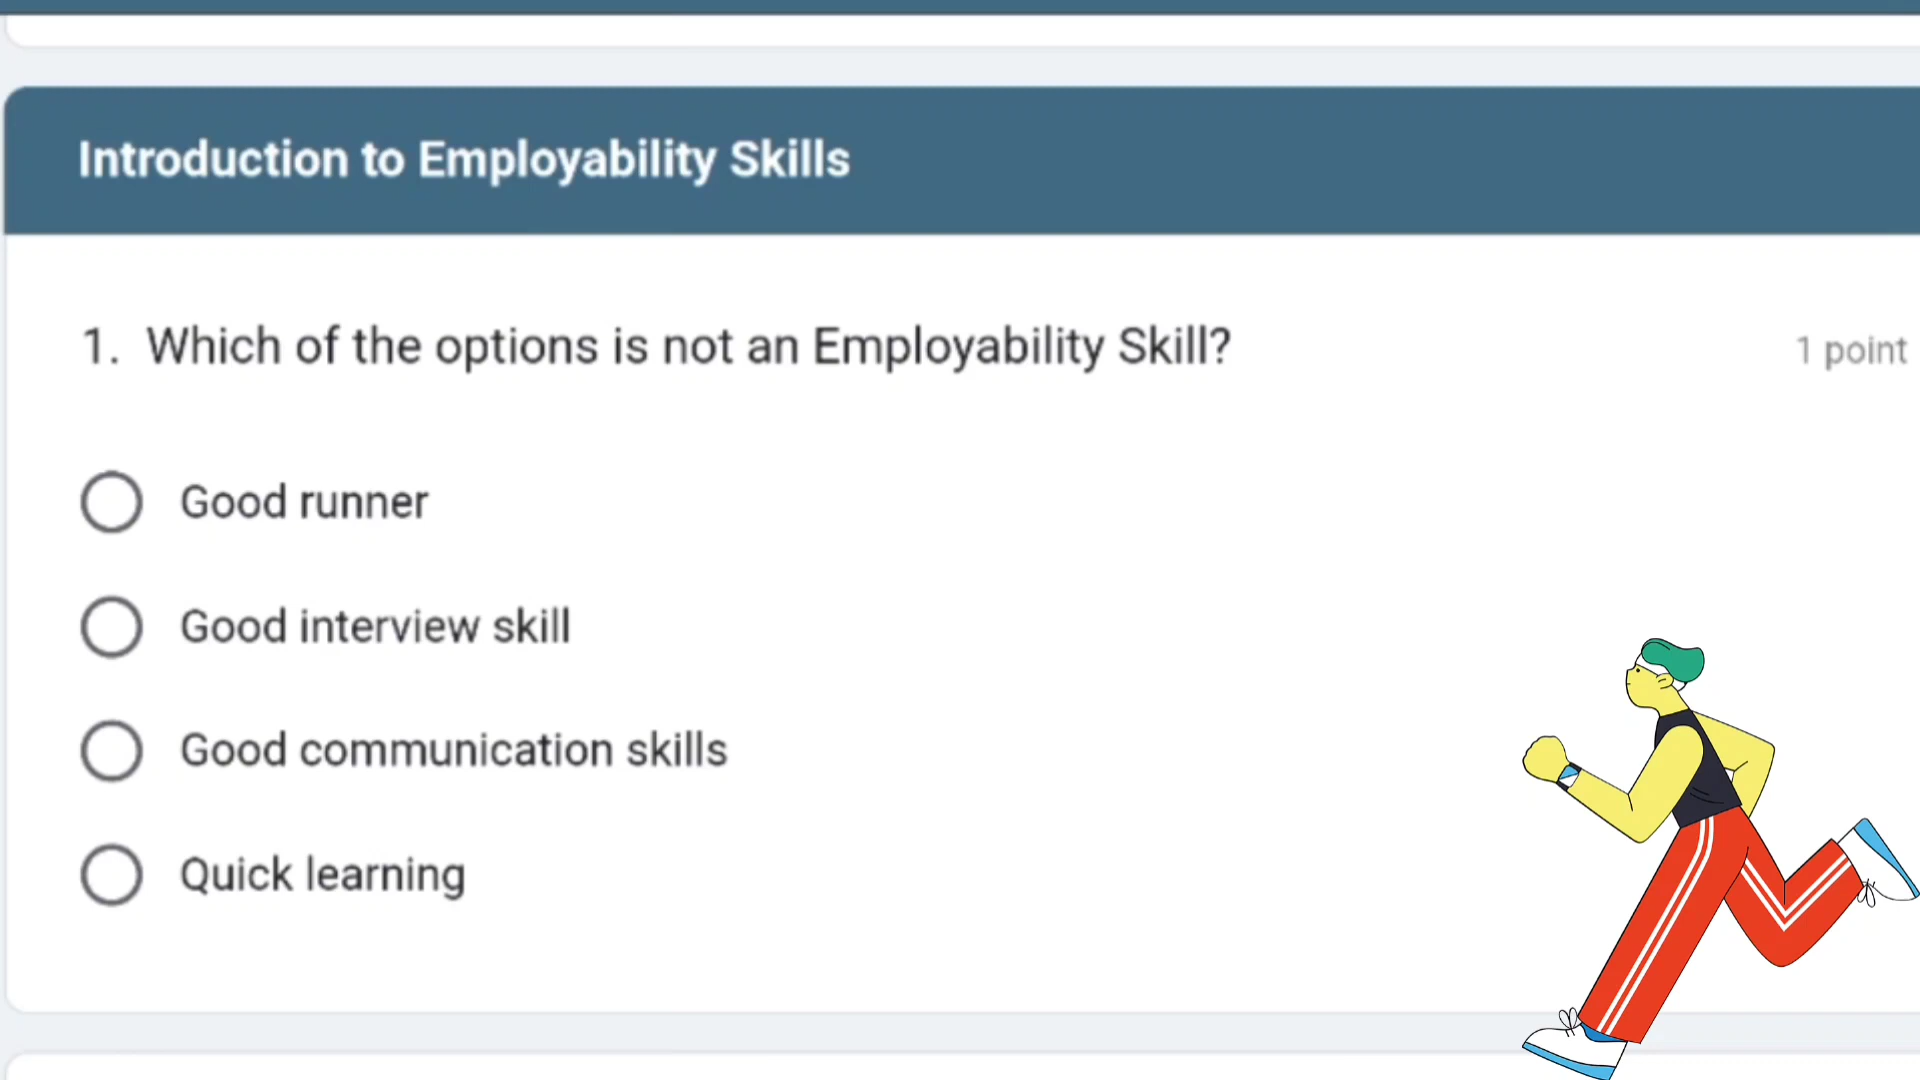 Introduction to Employability Skills
1. Which of the options is not an Employability Skill?
1 point
Good runner
Good interview skill
Good communication skills
Quick learning